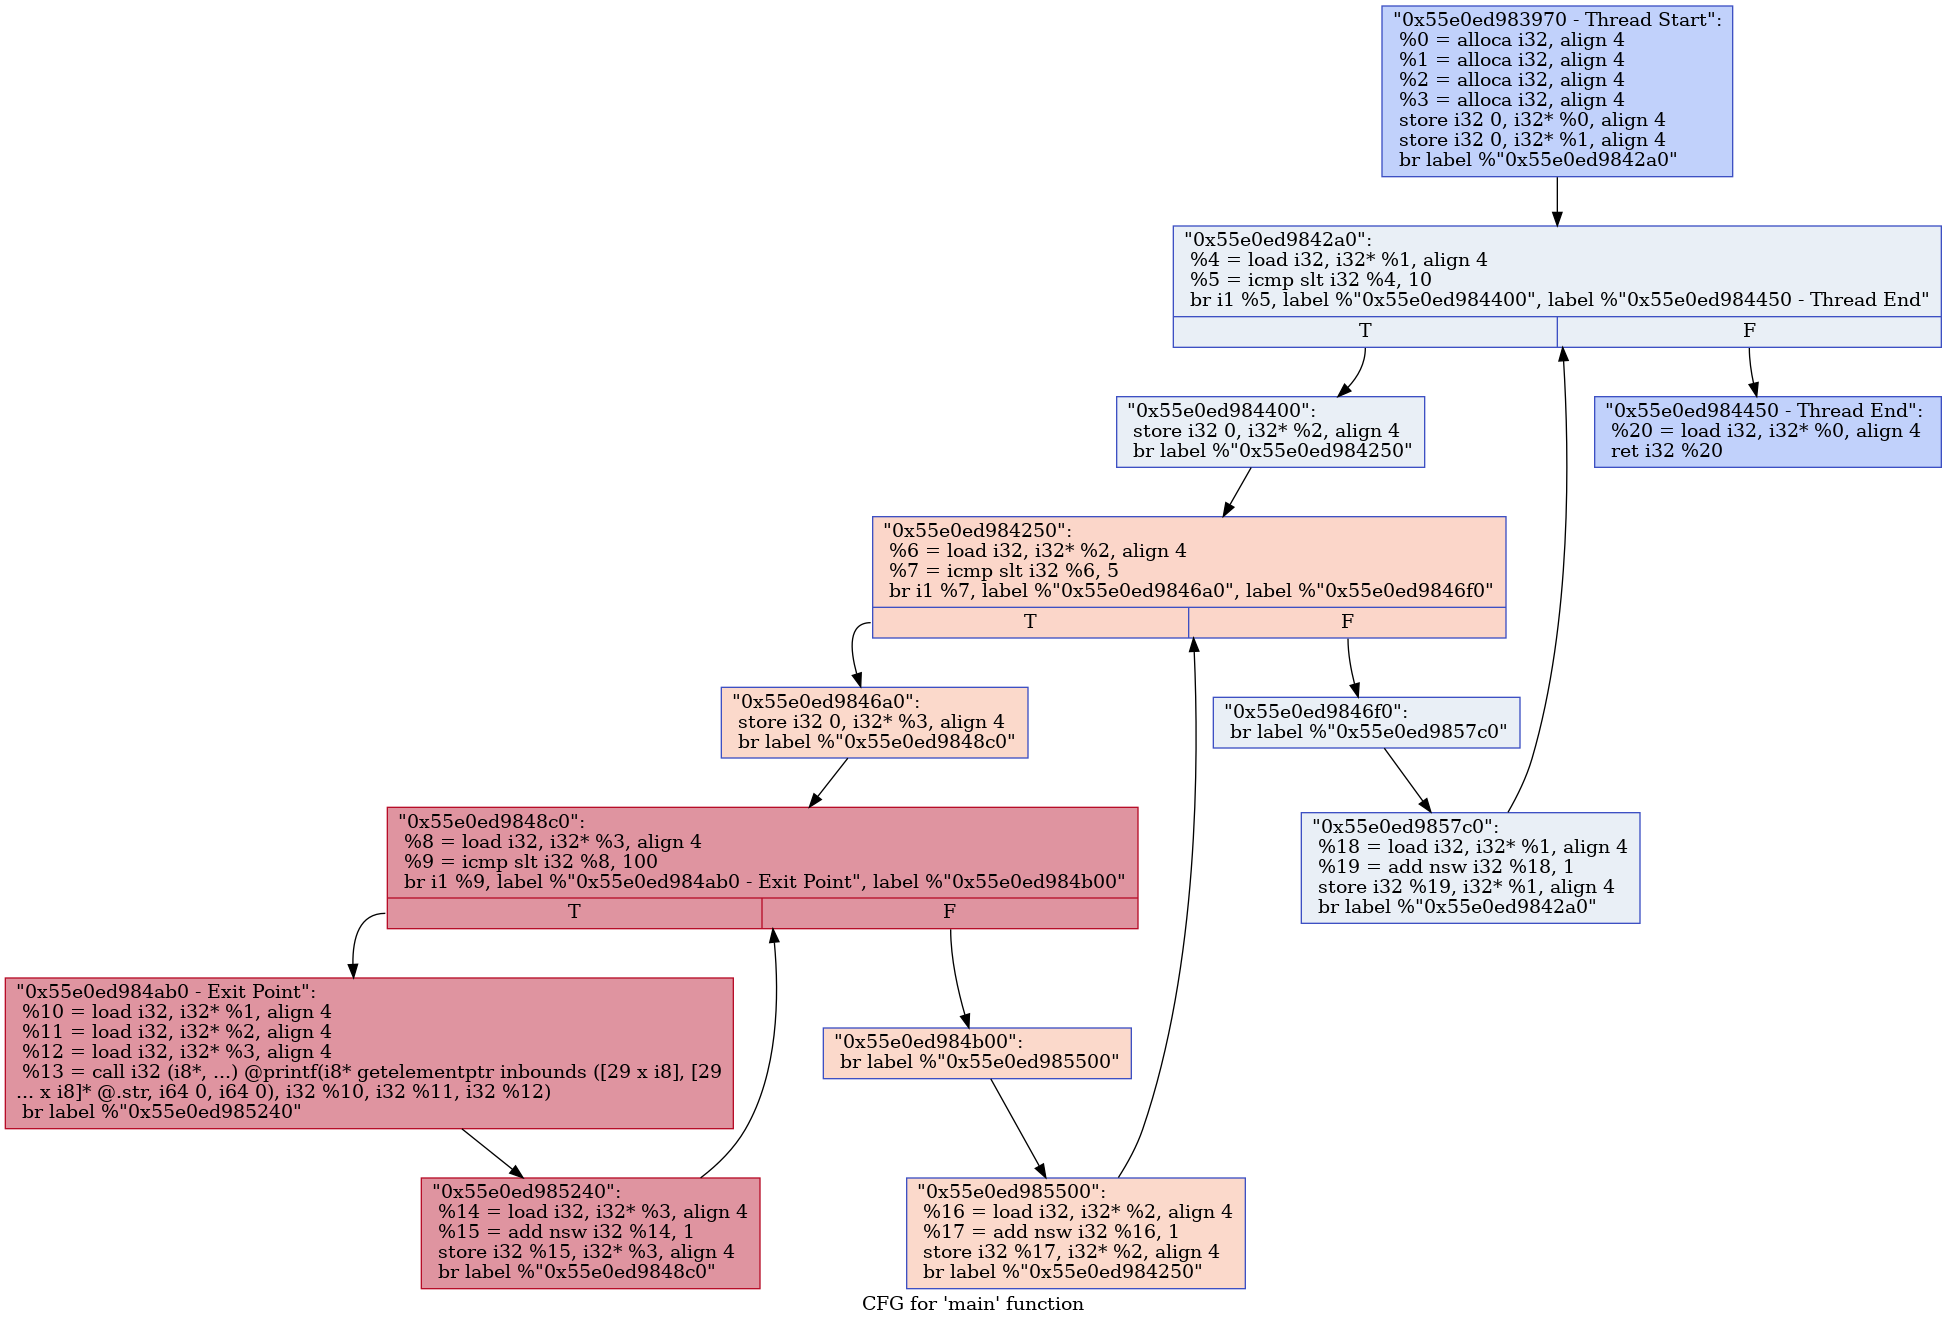 "0x55e0ed983970 - Thread Start":
%0 = alloca i32, align 4
%1 = alloca i32, align 4
%2 = alloca i32, align 4
%3 = alloca i32, align 4
store i32 0, i32* %0, align 4
store i32 0, i32* %1, align 4
br label %"0x55e0ed9842a0"
"0x55e0ed9842a0":
%4 = load i32, i32* %1, align 4
%5 = icmp slt i32 %4, 10
br i1 %5, label %"0x55e0ed984400", label %"0x55e0ed984450 - Thread End"
T
F
"0x55e0ed984400":
store i32 0, i32* %2, align 4
br label %"0x55e0ed984250"
"0x55e0ed984450 - Thread End":
%20 = load i32, i32* %0, align 4
ret i32 %20
"0x55e0ed984250":
%6 = load i32, i32* %2, align 4
%7 = icmp slt i32 %6, 5
br i1 %7, label %"0x55e0ed9846a0", label %"0x55e0ed9846f0"
T
F
"0x55e0ed9846a0":
store i32 0, i32* %3, align 4
br label %"0x55e0ed9848c0"
"0x55e0ed9846f0":
br label %"0x55e0ed9857c0"
"0x55e0ed9848c0":
%8 = load i32, i32* %3, align 4
%9 = icmp slt i32 %8, 100
br i1 %9, label %"0x55e0ed984ab0 - Exit Point", label %"0x55e0ed984b00"
T
F
"0x55e0ed9857c0":
%18 = load i32, i32* %1, align 4
%19 = add nsw i32 %18, 1
store i32 %19, i32* %1, align 4
br label %"0x55e0ed9842a0"
"0x55e0ed984ab0 - Exit Point":
%10 = load i32, i32* %1, align 4
%11 = load i32, i32* %2, align 4
%12 = load i32, i32* %3, align 4
%13 = call i32 (i8*, ...) @printf(i8* getelementptr inbounds ([29 x i8], [29
... x i8]* @.str, i64 0, i64 0), i32 %10, i32 %11, i32 %12)
br label %"0x55e0ed985240"
"0x55e0ed984b00":
br label %"0x55e0ed985500"
"0x55e0ed985240":
%14 = load i32, i32* %3, align 4
%15 = add nsw i32 %14, 1
store i32 %15, i32* %3, align 4
br label %"0x55e0ed9848c0"
"0x55e0ed985500":
%16 = load i32, i32* %2, align 4
%17 = add nsw i32 %16, 1
store i32 %17, i32* %2, align 4
br label %"0x55e0ed984250"
CFG for 'main' function